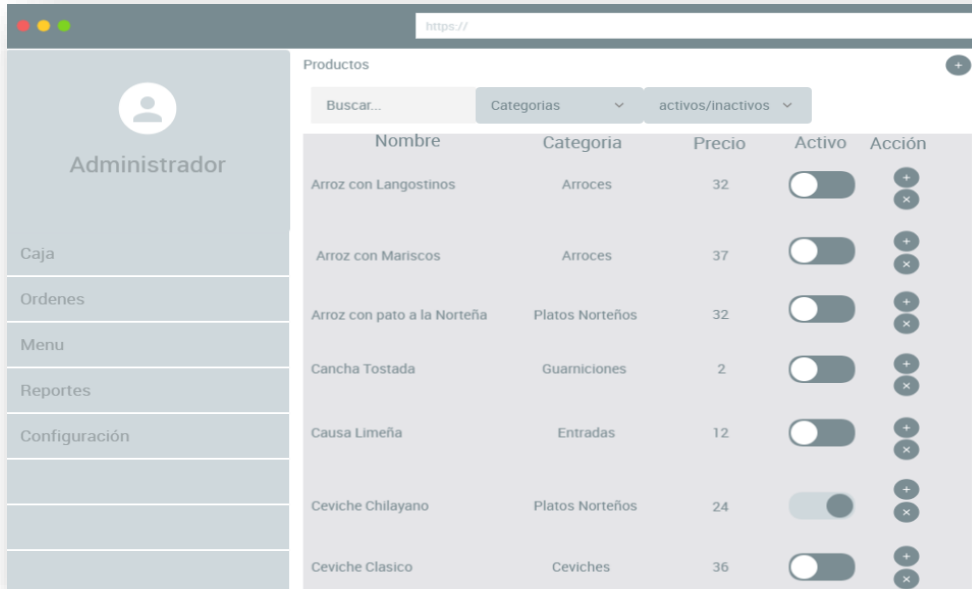 https://
Administrador
Caja
Ordenes
Menu
Reportes
Configuración
Productos
Buscar... Categorias activos/inactivos
Nombre Categoria Precio Activo Acción
Arroz con Langostinos Arroces 32
Arroz con Mariscos Arroces 37
Arroz con pato a la Norteña Platos Norteños 32
Cancha Tostada Guarniciones 2
Causa Limeña Entradas 12
Ceviche Chilayano Platos Norteños 24
Ceviche Clasico Ceviches 36